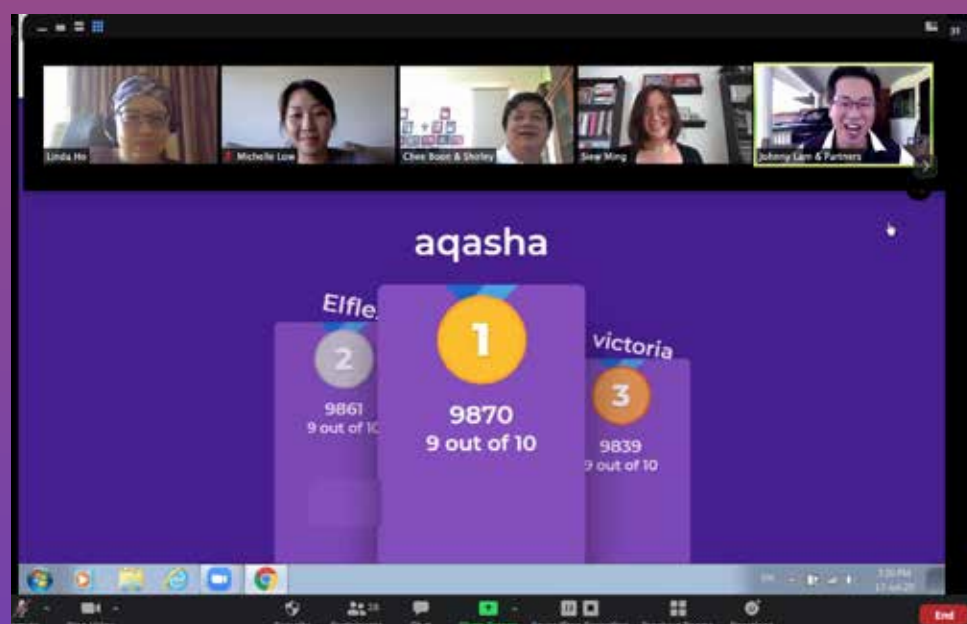 Linda Ho
Michelle Low
Chee Boon & Shirley
Siew Ming
Johnny Lam & Partners
aqasha
Elfie
victoria
1
2
3
9870
9 out of 10
9861
9 out of 10
9839
9 out of 10
End